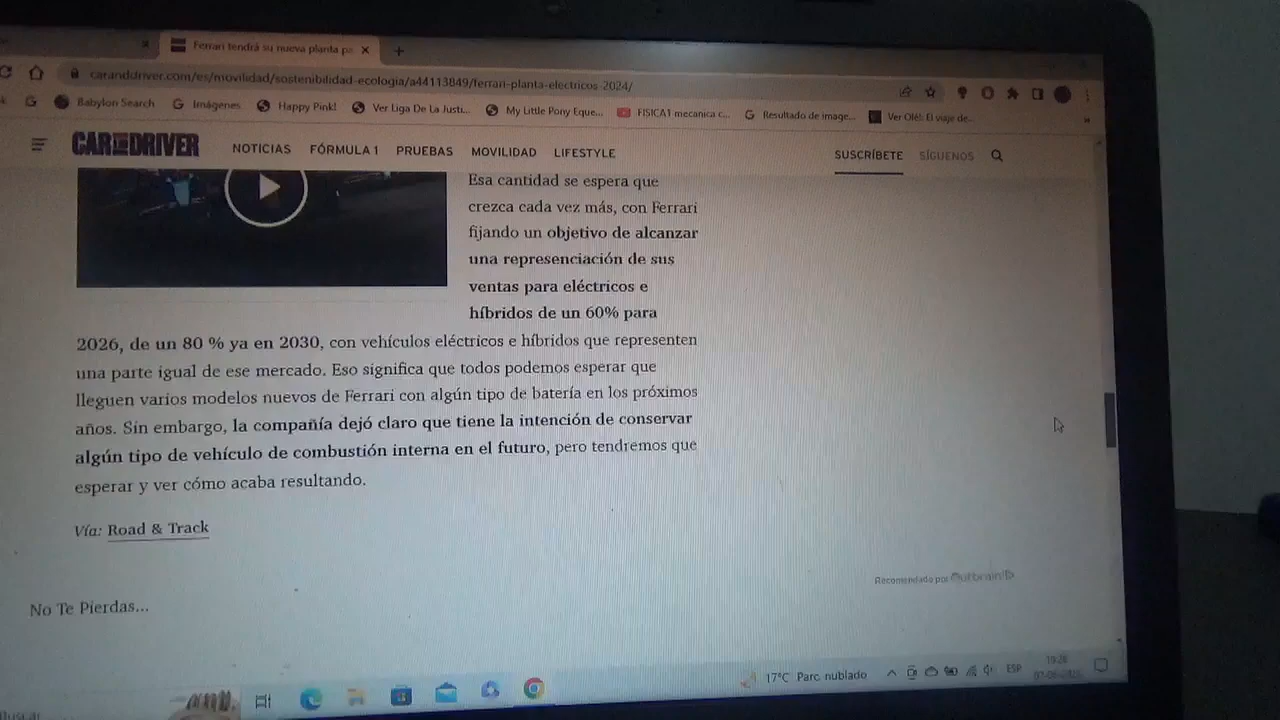 Ferrari tendrá su nueva planta pa
caranddriver.com/es/movilidad/sostenibilidad-ecologia/a44113849/ferrari-planta-electricos-2024/
Babylon Search
Imágenes
Happy Pink!
Ver Liga De La Justi...
My Little Pony Eque...
FISICA1 mecanica c...
Resultado de image...
Ver Olé! El viaje de...
CAR AND DRIVER
NOTICIAS FÓRMULA 1 PRUEBAS MOVILIDAD LIFESTYLE
SUSCRÍBETE SÍGUENOS
Esa cantidad se espera que
crezca cada vez más, con Ferrari
fijando un objetivo de alcanzar
una represenciación de sus
ventas para eléctricos e
híbridos de un 60% para
2026, de un 80 % ya en 2030, con vehículos eléctricos e híbridos que representen
una parte igual de ese mercado. Eso significa que todos podemos esperar que
lleguen varios modelos nuevos de Ferrari con algún tipo de batería en los próximos
años. Sin embargo, la compañía dejó claro que tiene la intención de conservar
algún tipo de vehículo de combustión interna en el futuro, pero tendremos que
esperar y ver cómo acaba resultando.
Vía: Road & Track
Recomendado por Outbrain
No Te Pierdas...
17°C Parc. nublado
ESP